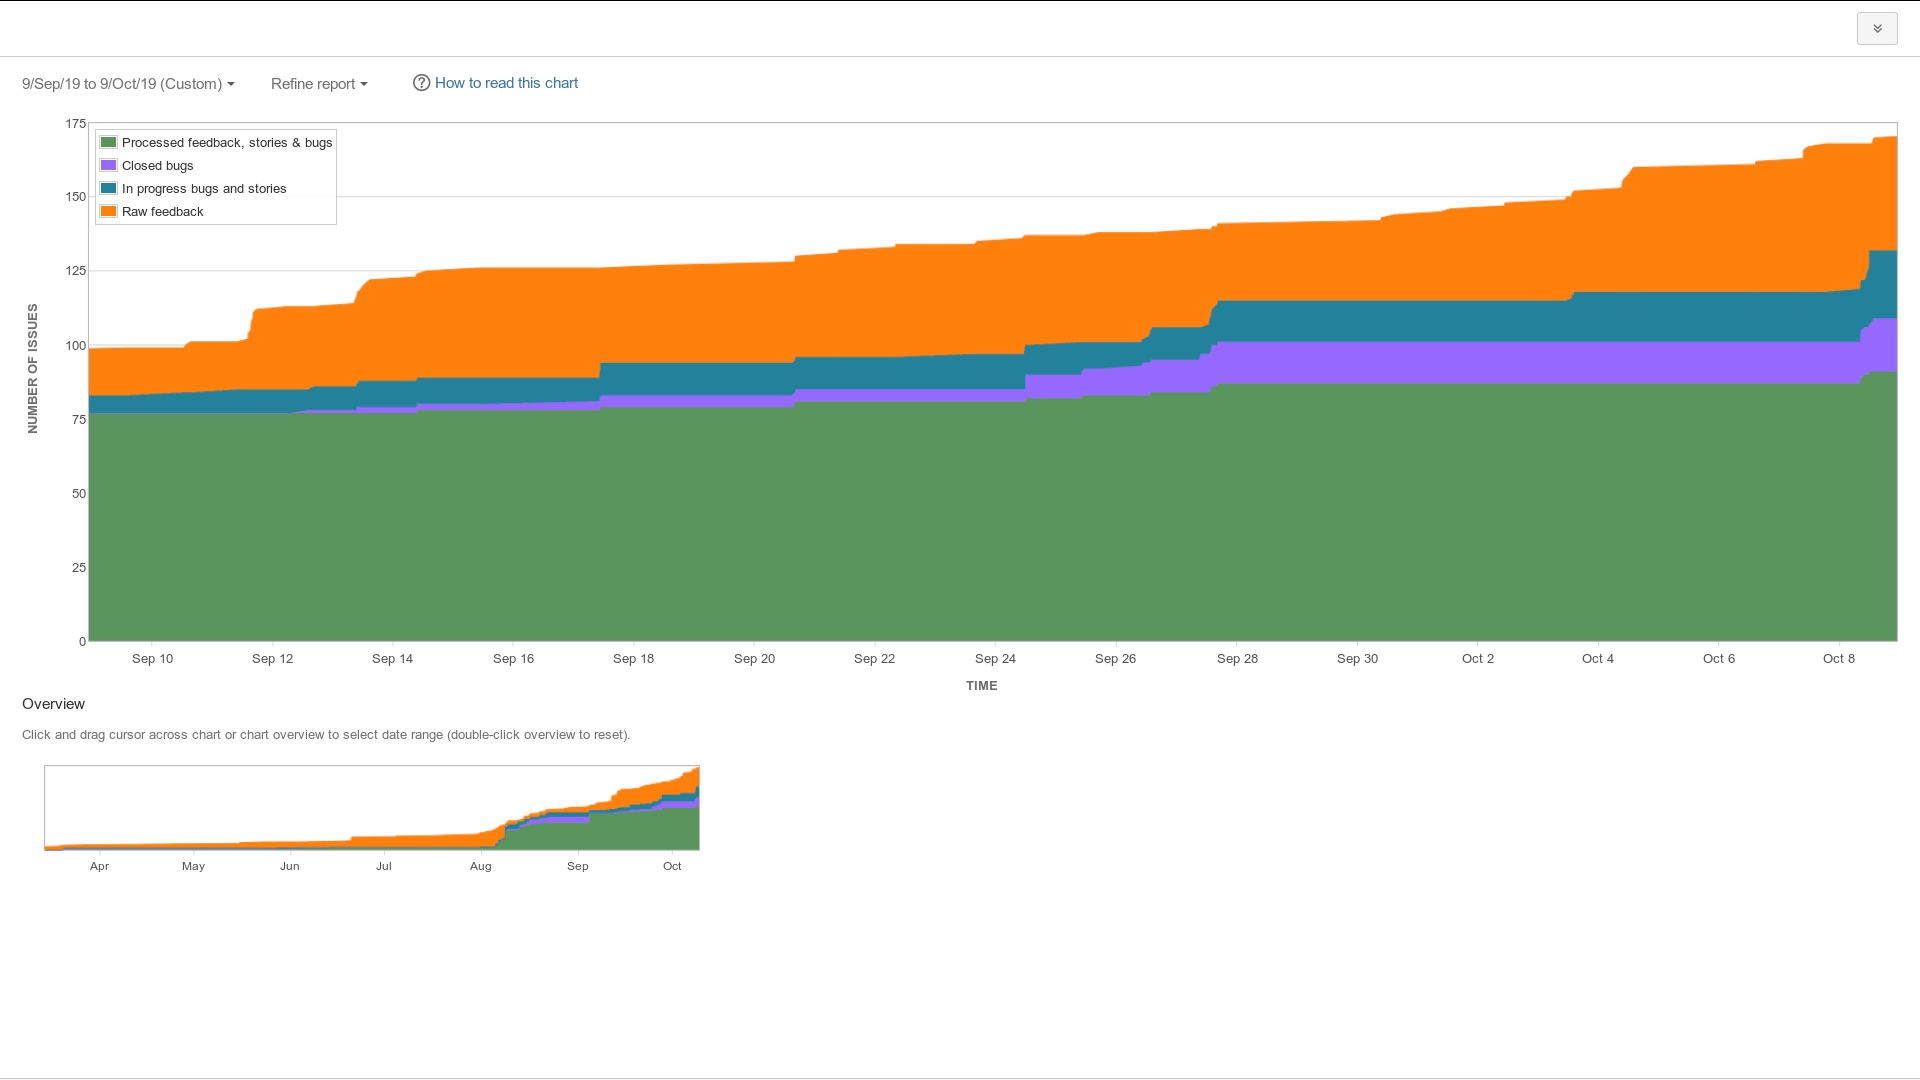 9/Sep/19 to 9/Oct/19 (Custom) Refine report How to read this chart
175
150
125
100
75
50
25
0
NUMBER OF ISSUES
Processed feedback, stories & bugs
Closed bugs
In progress bugs and stories
Raw feedback
Sep 10 Sep 12 Sep 14 Sep 16 Sep 18 Sep 20 Sep 22 Sep 24 Sep 26 Sep 28 Sep 30 Oct 2 Oct 4 Oct 6 Oct 8
TIME
Overview
Click and drag cursor across chart or chart overview to select date range (double-click overview to reset).
Apr May Jun Jul Aug Sep Oct